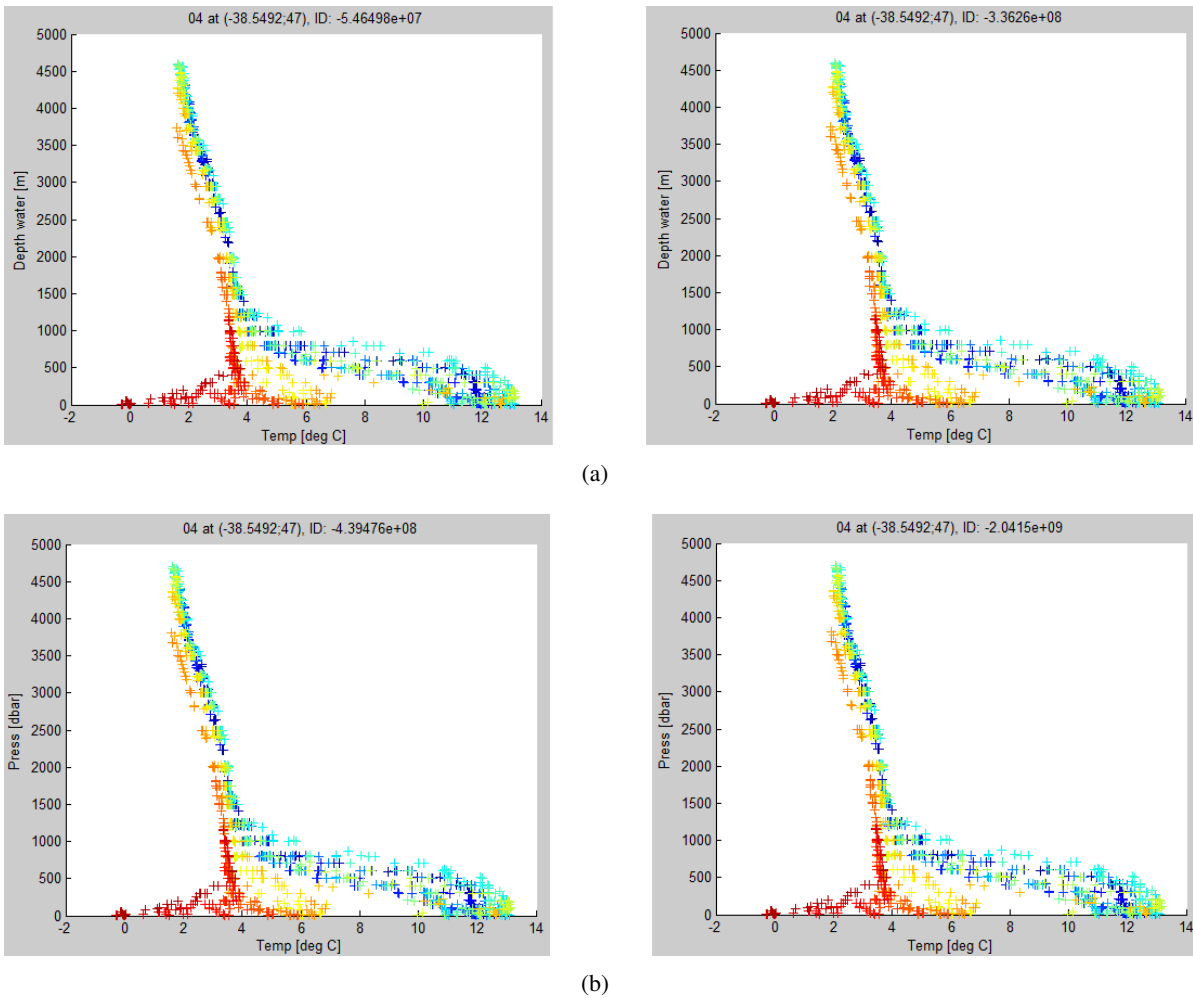 04 at (-38.5492;47), ID: -5.46498e+07
5000
4500
4000
3500
3000
2500
2000
1500
1000
500
0
Depth water [m]
-2 0 2 4 6 8 10 12 14
Temp [deg C]
04 at (-38.5492;47), ID: -3.3626e+08
5000
4500
4000
3500
3000
2500
2000
1500
1000
500
0
Depth water [m]
-2 0 2 4 6 8 10 12 14
Temp [deg C]
(a)
04 at (-38.5492;47), ID: -4.39476e+08
5000
4500
4000
3500
3000
2500
2000
1500
1000
500
0
Press [dbar]
-2 0 2 4 6 8 10 12 14
Temp [deg C]
04 at (-38.5492;47), ID: -2.0415e+09
5000
4500
4000
3500
3000
2500
2000
1500
1000
500
0
Press [dbar]
-2 0 2 4 6 8 10 12 14
Temp [deg C]
(b)